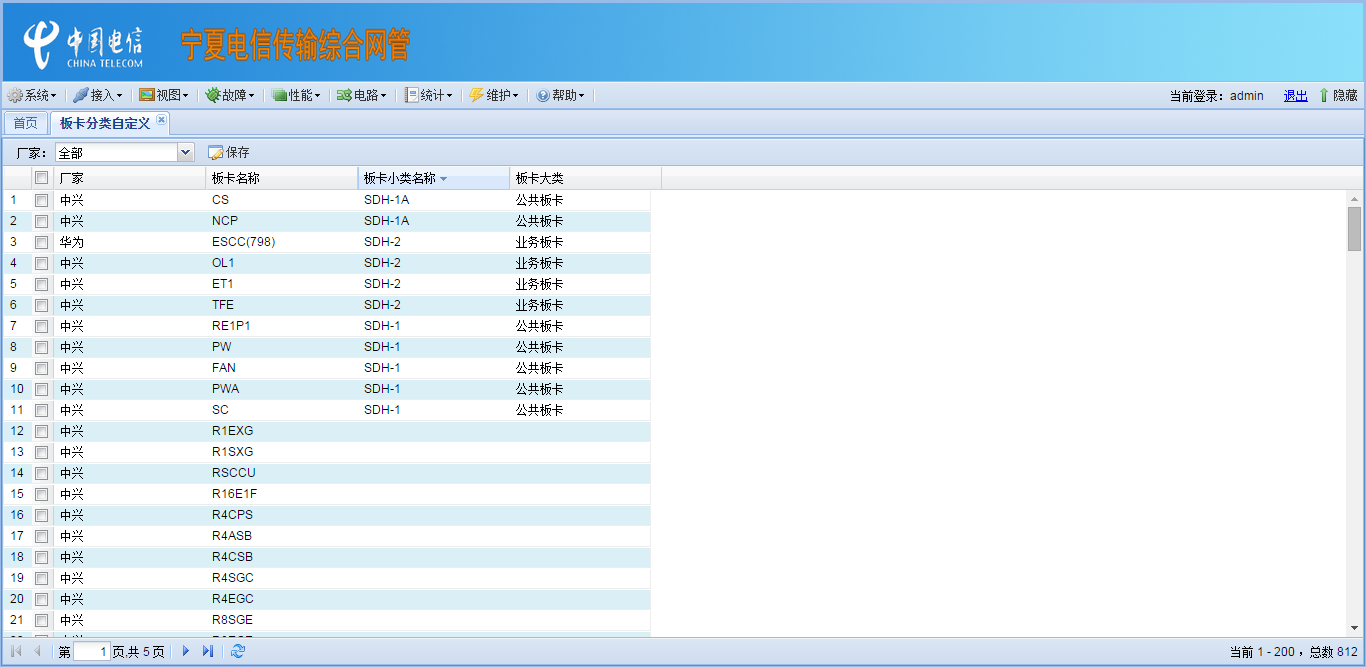 中国电信
CHINA TELECOM
宁夏电信传输综合网管
系统 接入 视图 故障 性能 电路 统计 维护 帮助 当前登录：admin 退出 隐藏
首页 板卡分类自定义
厂家： 全部 保存
厂家 板卡名称 板卡小类名称 板卡大类
1 中兴 CS SDH-1A 公共板卡
2 中兴 NCP SDH-1A 公共板卡
3 华为 ESCC(798) SDH-2 业务板卡
4 中兴 OL1 SDH-2 业务板卡
5 中兴 ET1 SDH-2 业务板卡
6 中兴 TFE SDH-2 业务板卡
7 中兴 RE1P1 SDH-1 公共板卡
8 中兴 PW SDH-1 公共板卡
9 中兴 FAN SDH-1 公共板卡
10 中兴 PWA SDH-1 公共板卡
11 中兴 SC SDH-1 公共板卡
12 中兴 R1EXG
13 中兴 R1SXG
14 中兴 RSCCU
15 中兴 R16E1F
16 中兴 R4CPS
17 中兴 R4ASB
18 中兴 R4CSB
19 中兴 R4SGC
20 中兴 R4EGC
21 中兴 R8SGE
第 1 页,共 5 页 当前 1 - 200 ，总数 812